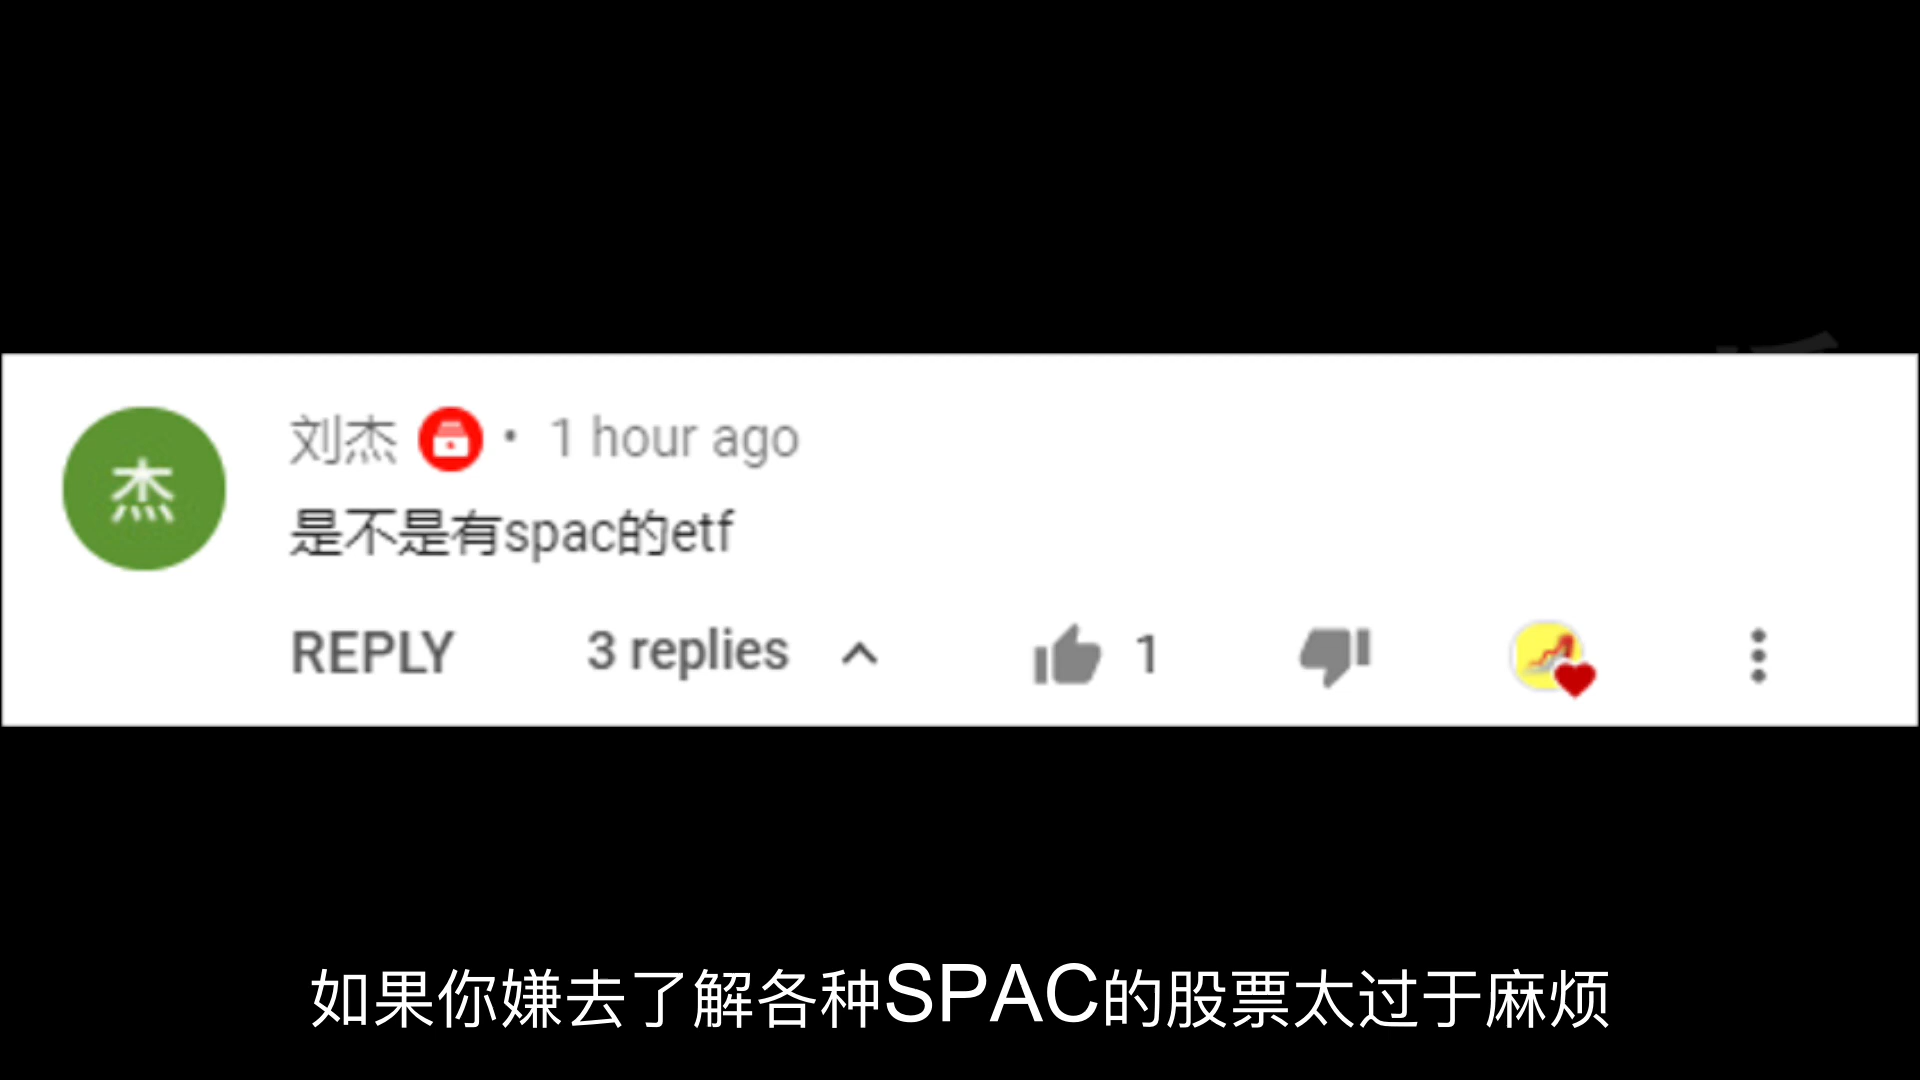 杰
刘杰 • 1 hour ago
是不是有spac的etf
REPLY 3 replies 1
如果你嫌去了解各种SPAC的股票太过于麻烦